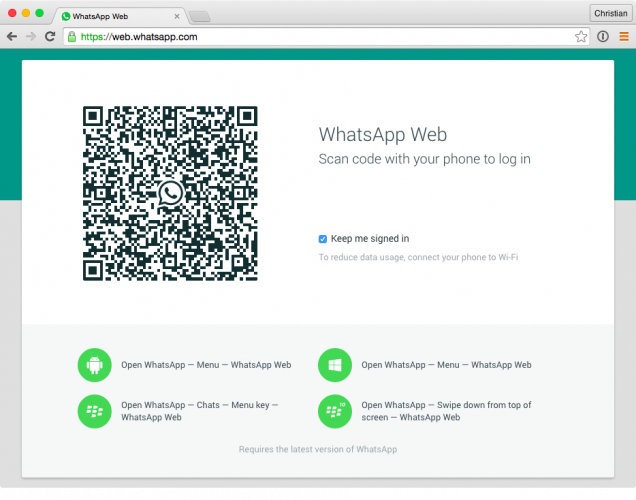 WhatsApp Web
Christian
https://web.whatsapp.com
WhatsApp Web
Scan code with your phone to log in
Keep me signed in
To reduce data usage, connect your phone to Wi-Fi
Open WhatsApp — Menu — WhatsApp Web
Open WhatsApp — Menu — WhatsApp Web
Open WhatsApp — Chats — Menu key —
WhatsApp Web
10
Open WhatsApp — Swipe down from top of
screen — WhatsApp Web
Requires the latest version of WhatsApp